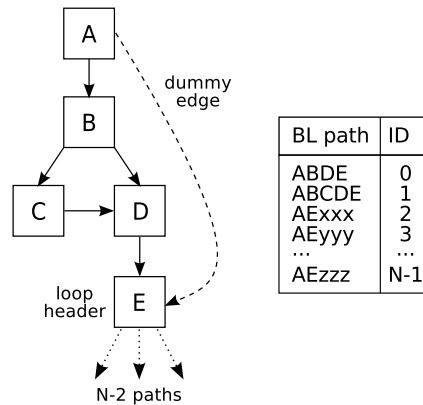 A
dummy
edge
B
C
D
loop
header
E
N-2 paths
BL path ID
ABDE 0
ABCDE 1
AExxx 2
AEyyy 3
... ...
AEzzz N-1